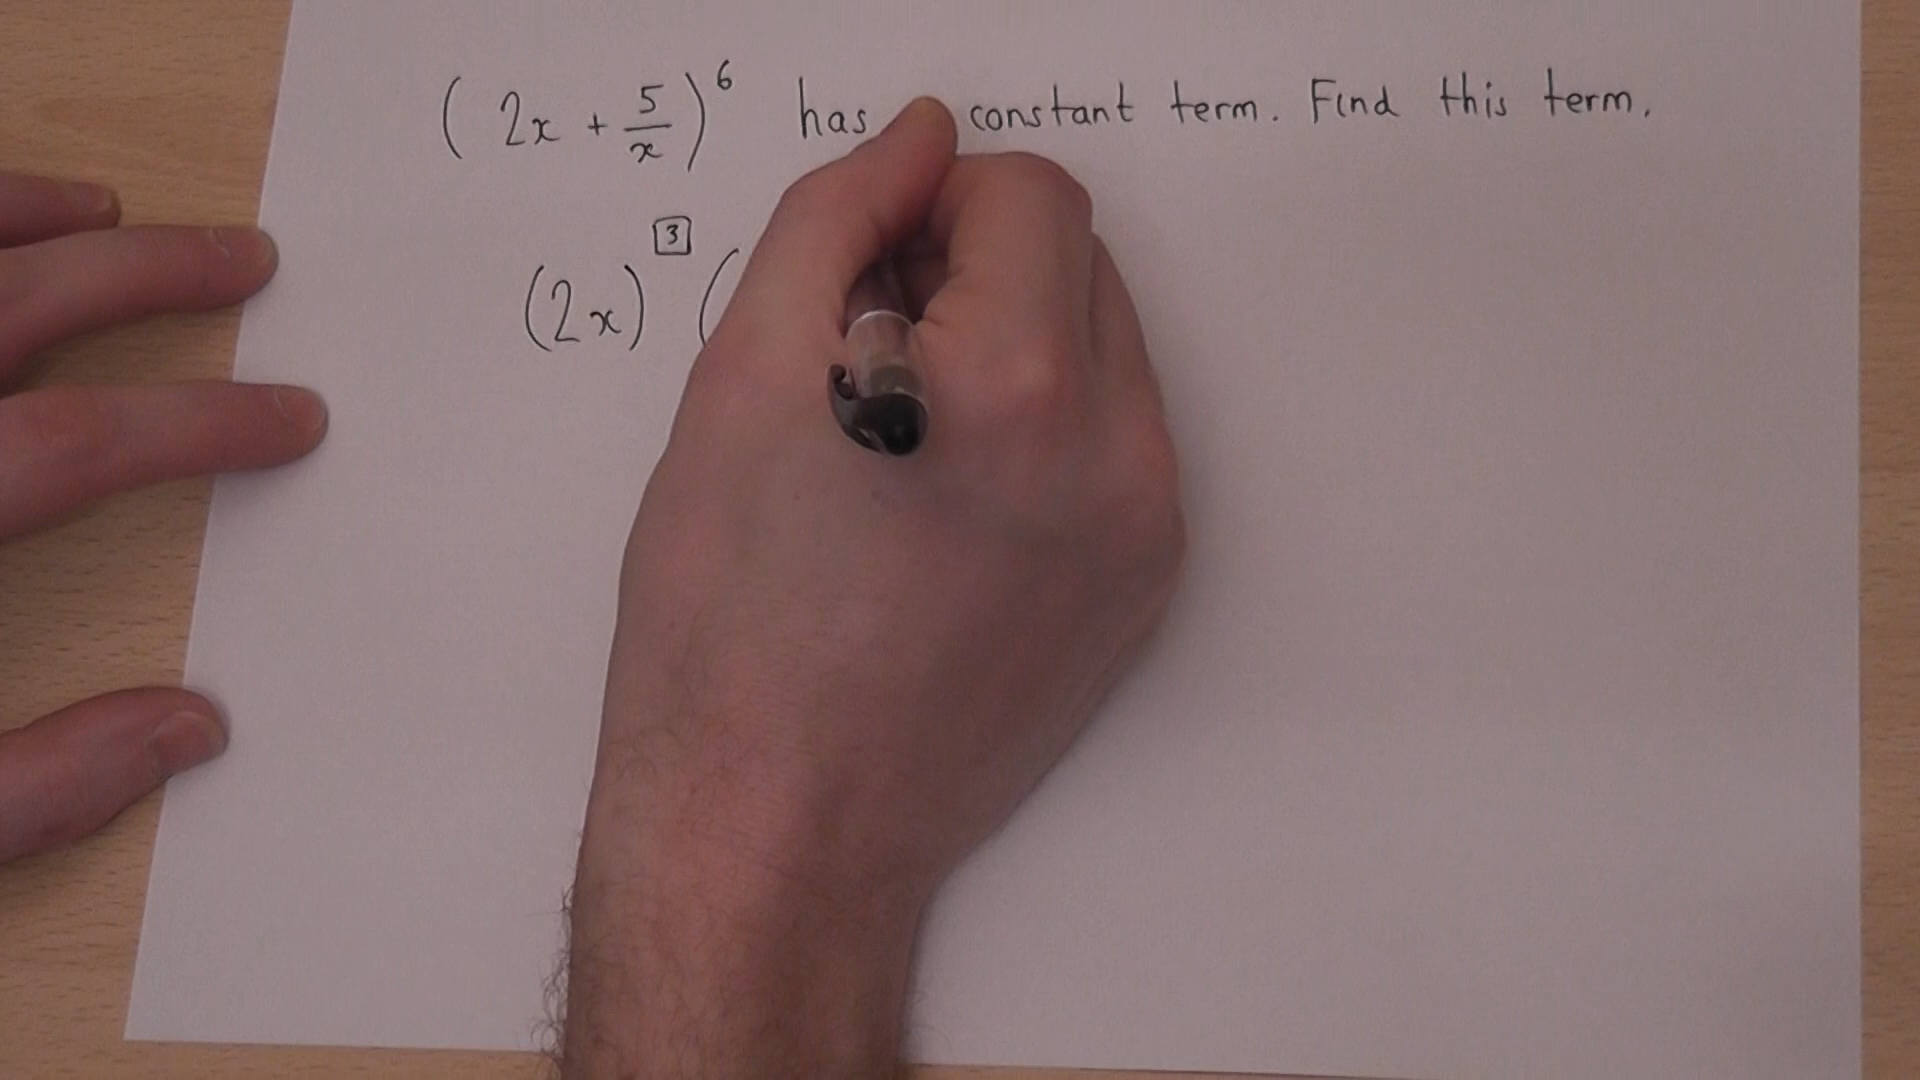 ( 2x + 5/x )^6 has constant term. Find this term.
(2x)^3 (